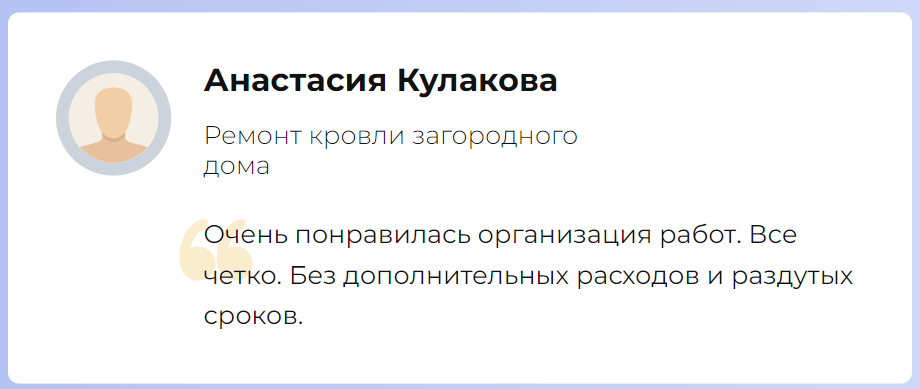 Анастасия Кулакова
Ремонт кровли загородного
дома
Очень понравилась организация работ. Все
четко. Без дополнительных расходов и раздутых
сроков.